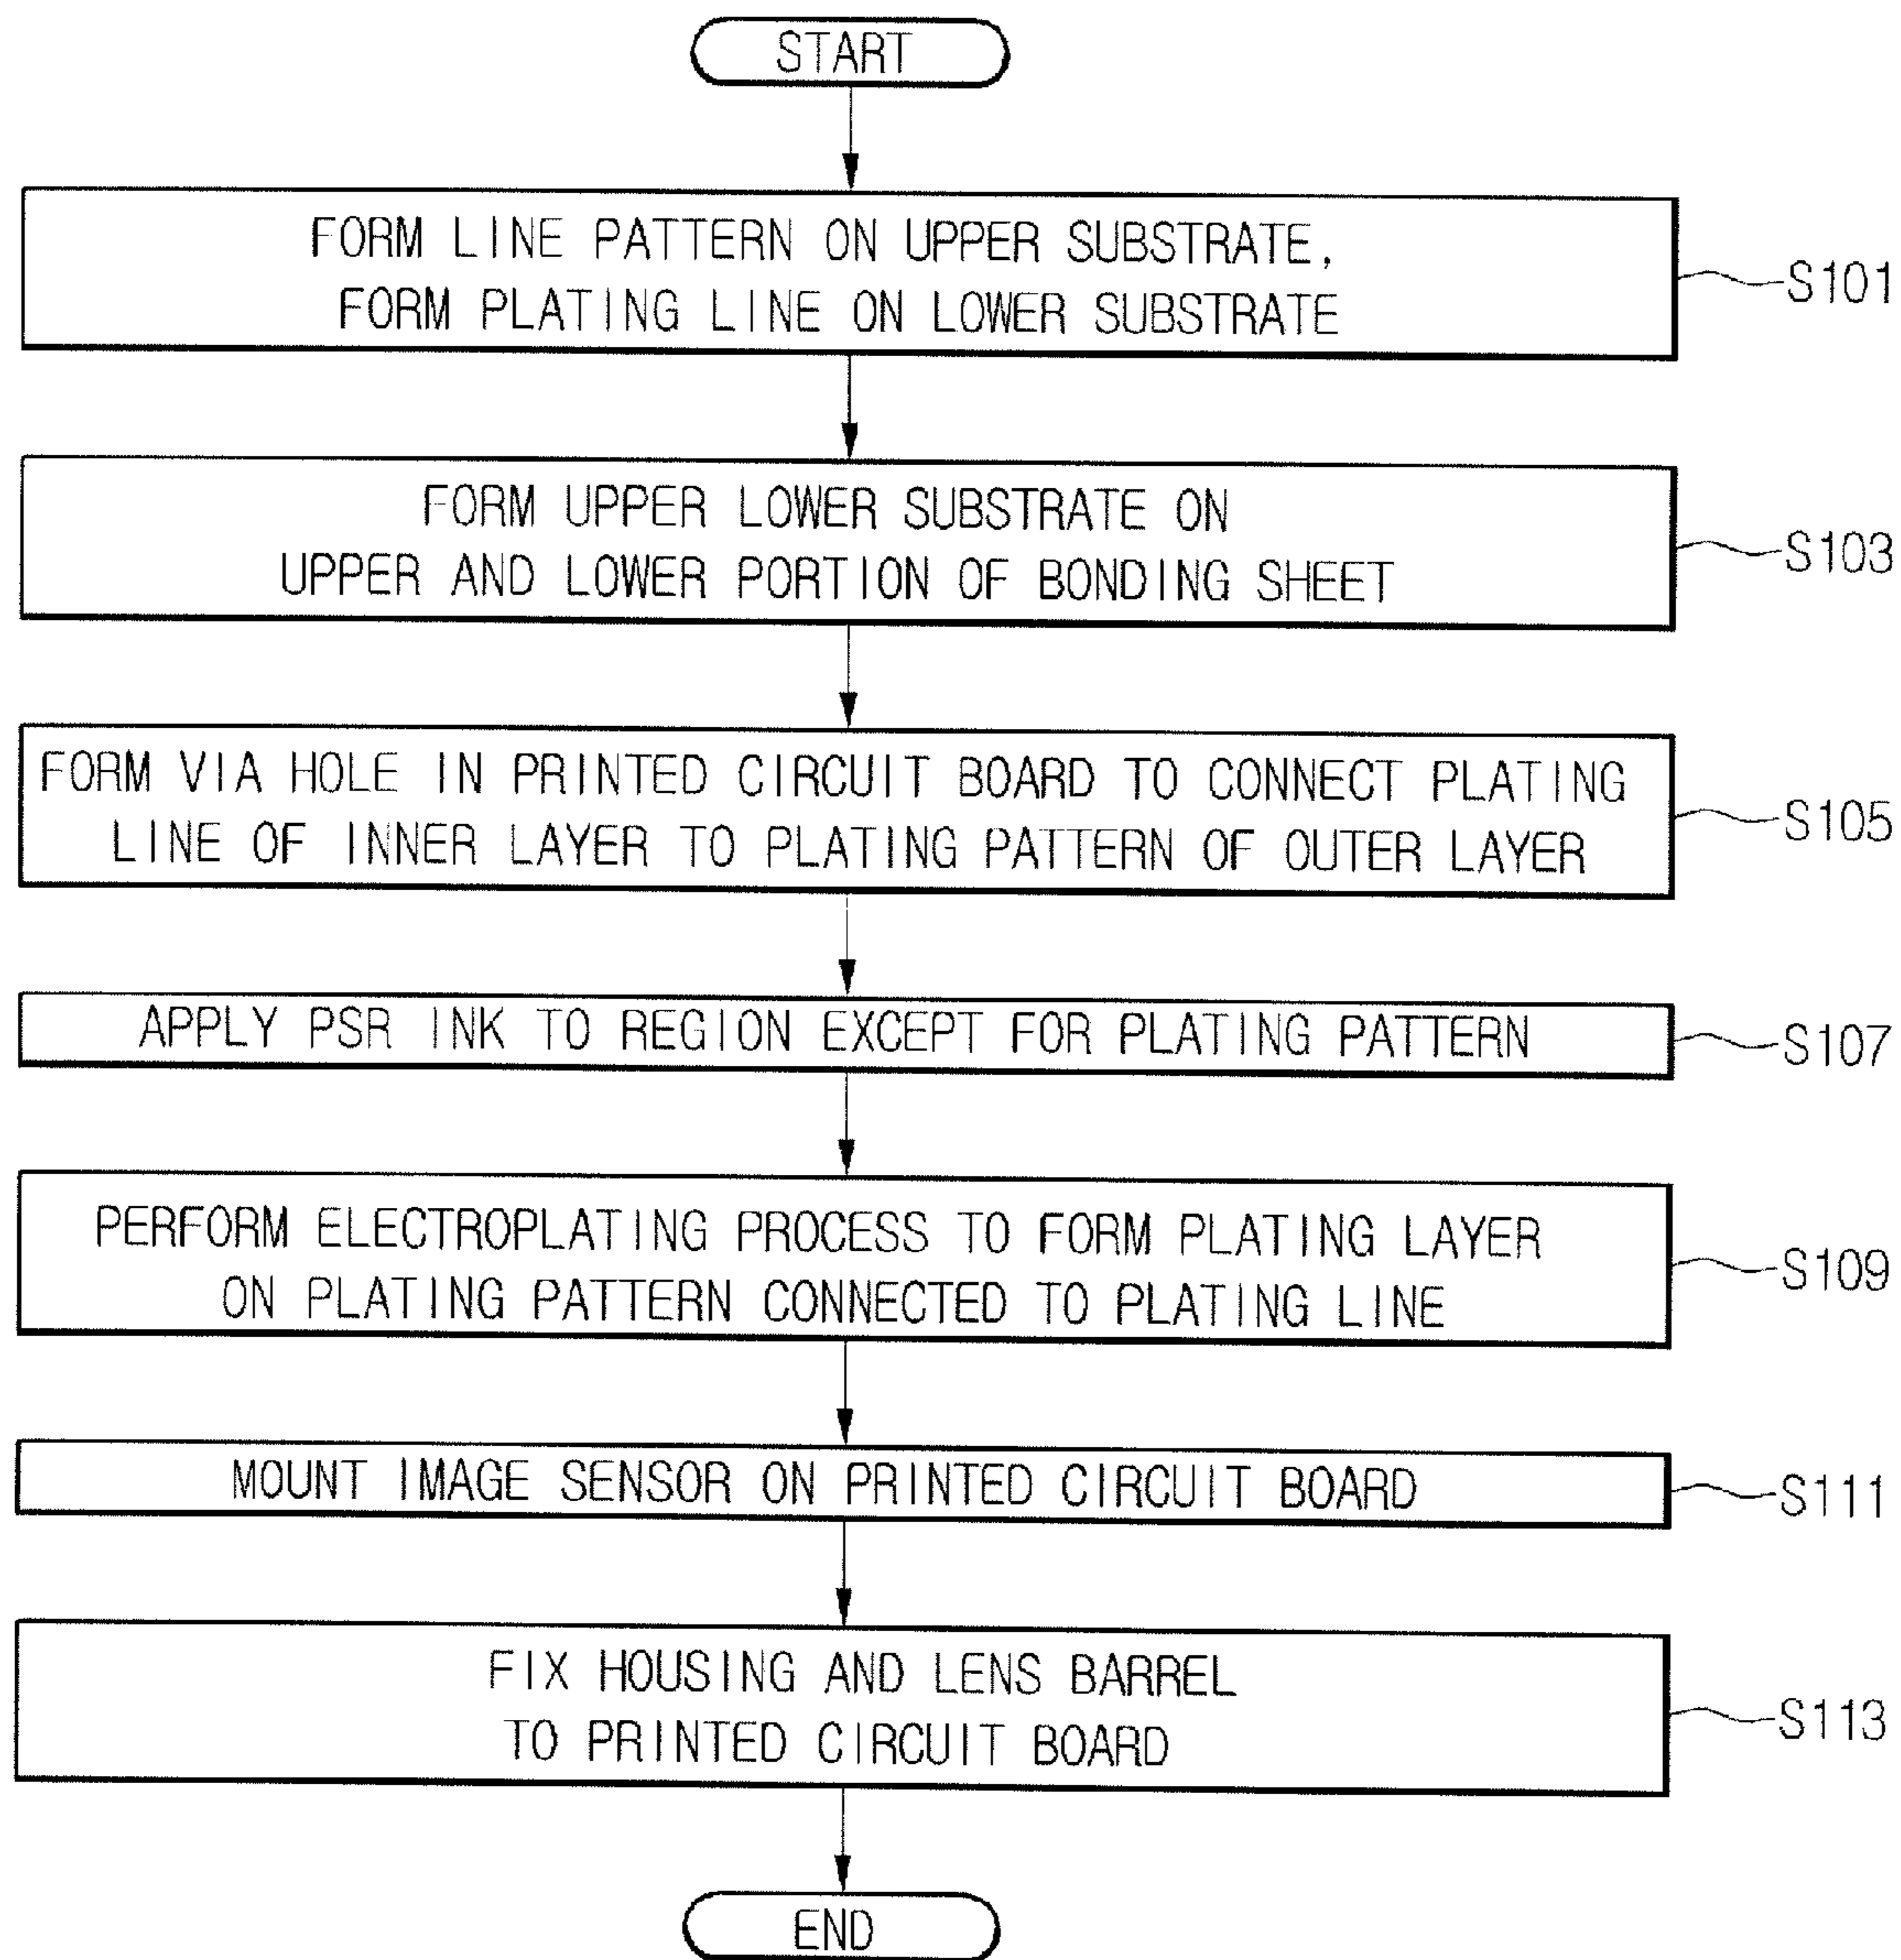 START
FORM LINE PATTERN ON UPPER SUBSTRATE,
FORM PLATING LINE ON LOWER SUBSTRATE
S101
FORM UPPER LOWER SUBSTRATE ON
UPPER AND LOWER PORTION OF BONDING SHEET
S103
FORM VIA HOLE IN PRINTED CIRCUIT BOARD TO CONNECT PLATING
LINE OF INNER LAYER TO PLATING PATTERN OF OUTER LAYER
S105
APPLY PSR INK TO REGION EXCEPT FOR PLATING PATTERN
S107
PERFORM ELECTROPLATING PROCESS TO FORM PLATING LAYER
ON PLATING PATTERN CONNECTED TO PLATING LINE
S109
MOUNT IMAGE SENSOR ON PRINTED CIRCUIT BOARD
S111
FIX HOUSING AND LENS BARREL
TO PRINTED CIRCUIT BOARD
S113
END